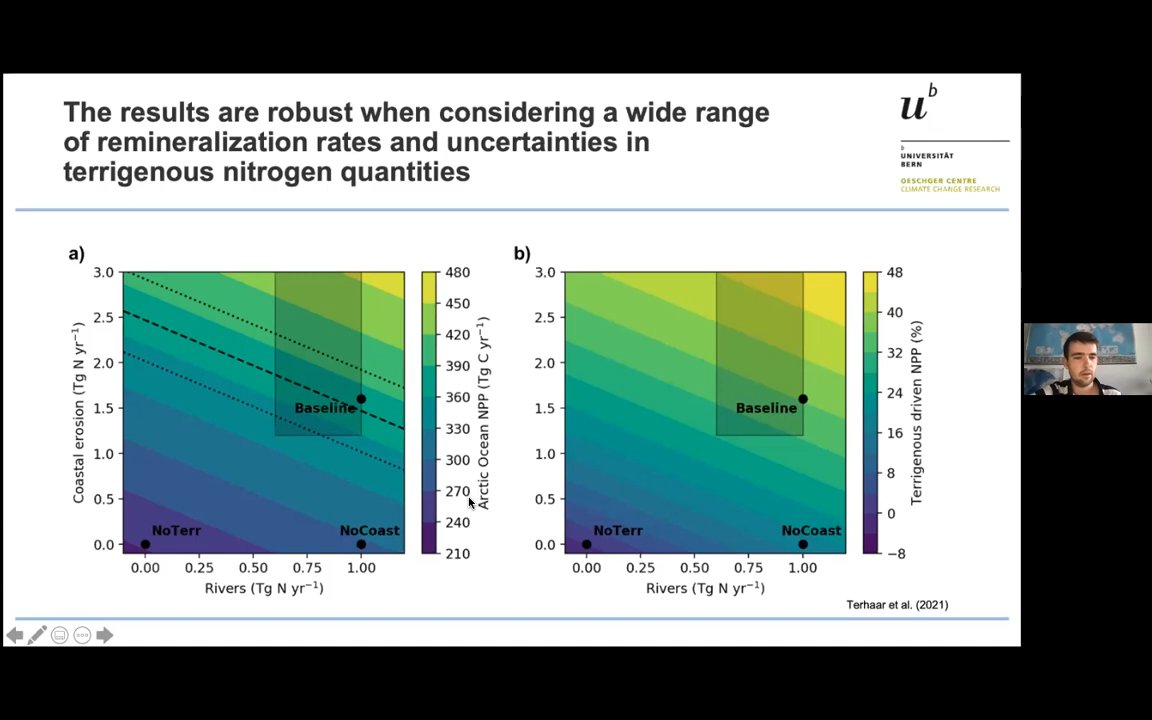 The results are robust when considering a wide range
of remineralization rates and uncertainties in
terrigenous nitrogen quantities
u^b
b
UNIVERSITÄT
BERN
OESCHGER CENTRE
CLIMATE CHANGE RESEARCH
a)
3.0
2.5
2.0
1.5
1.0
0.5
0.0
Coastal erosion (Tg N yr⁻¹)
Baseline
NoTerr
NoCoast
0.00 0.25 0.50 0.75 1.00
Rivers (Tg N yr⁻¹)
480
450
420
390
360
330
300
270
240
210
Arctic Ocean NPP (Tg C yr⁻¹)
b)
3.0
2.5
2.0
1.5
1.0
0.5
0.0
Baseline
NoTerr
NoCoast
0.00 0.25 0.50 0.75 1.00
Rivers (Tg N yr⁻¹)
48
40
32
24
16
8
0
−8
Terrigenous driven NPP (%)
Terhaar et al. (2021)